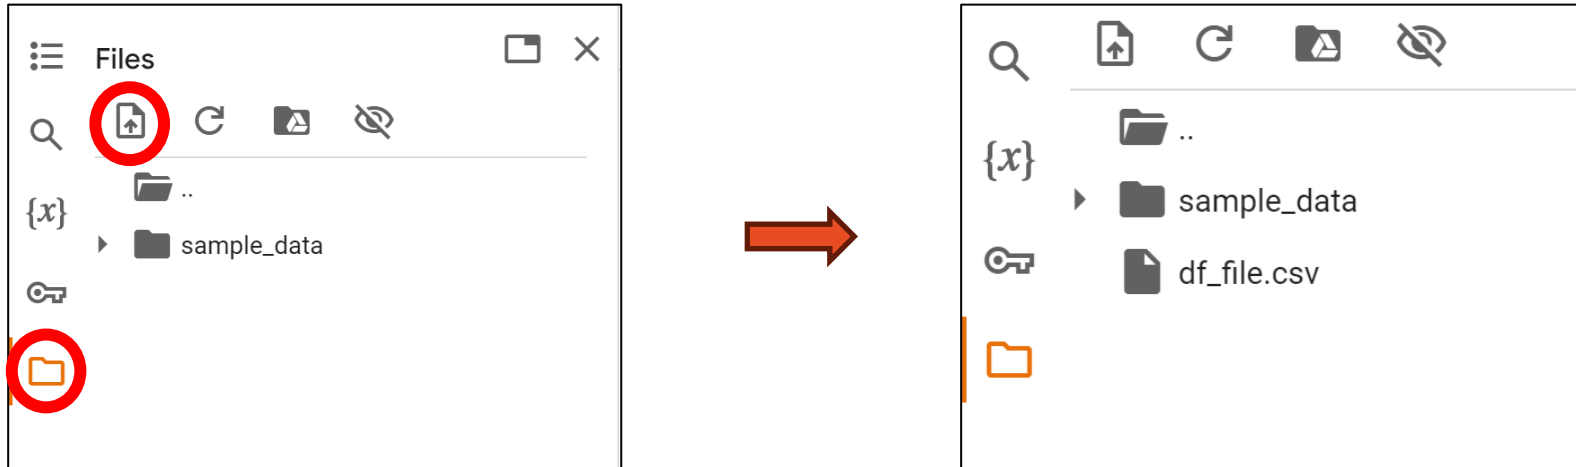 Files
..
{x}
sample_data
..
{x}
sample_data
df_file.csv